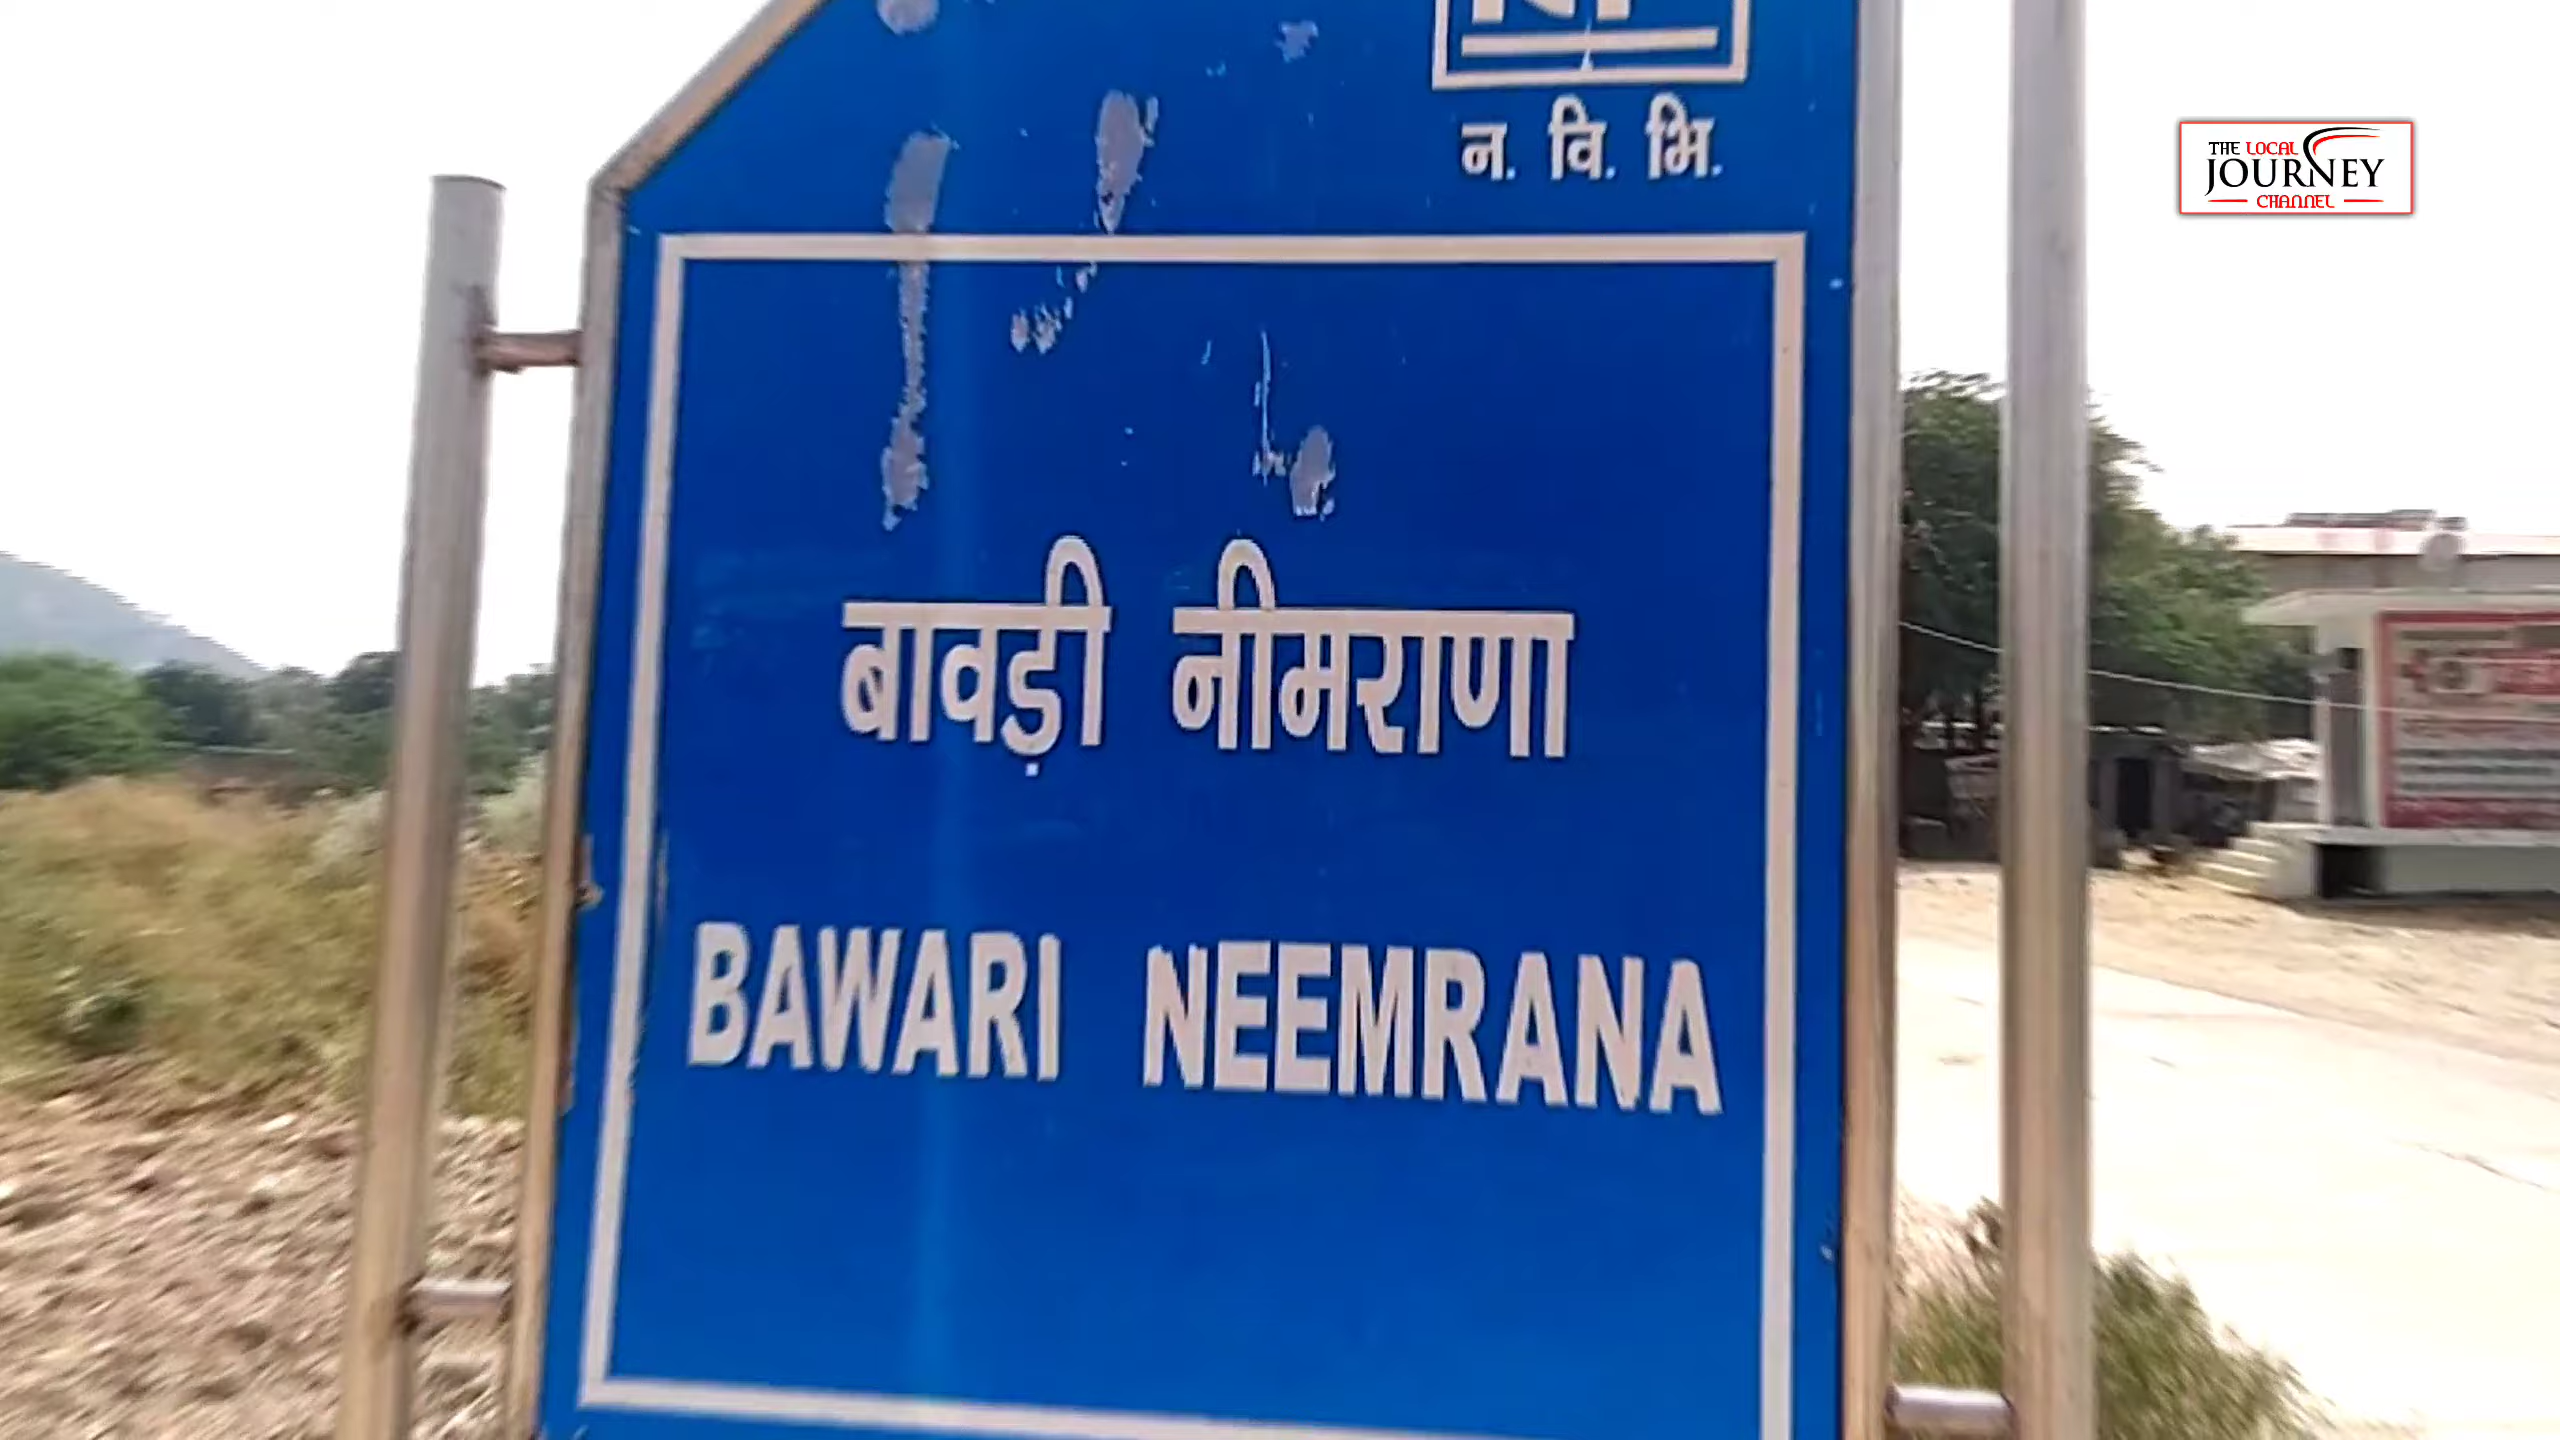 न. वि. भि.
THE LOCAL
JOURNEY
CHANNEL
बावड़ी नीमराणा
BAWARI NEEMRANA